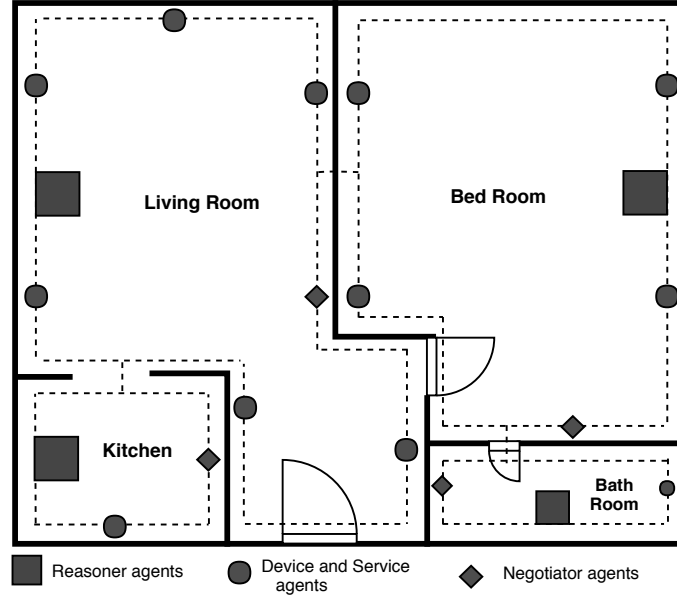 Living Room
Bed Room
Kitchen
Bath
Room
Reasoner agents
Device and Service
agents
Negotiator agents